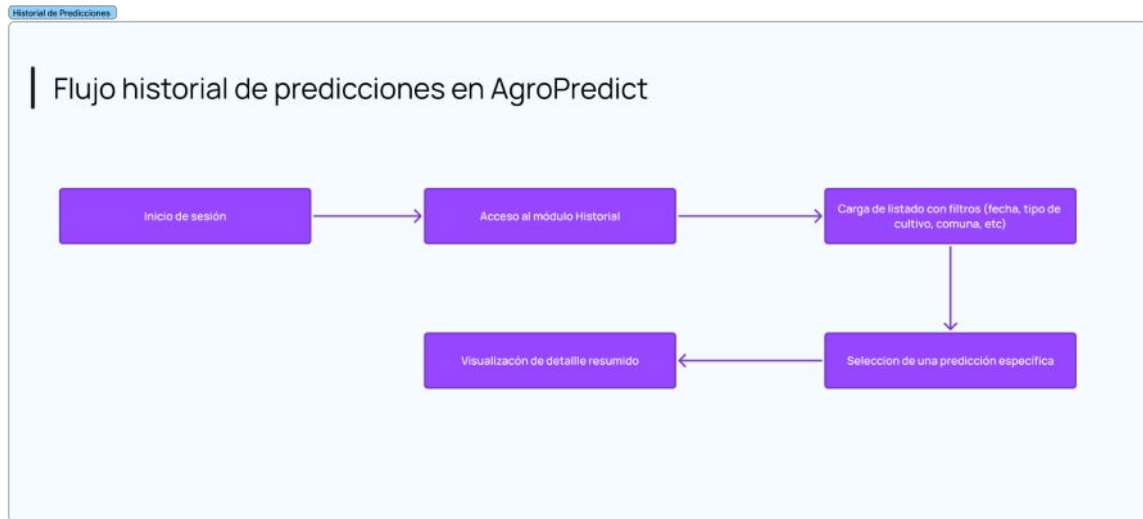 Historial de Predicciones
Flujo historial de predicciones en AgroPredict
Inicio de sesión
Acceso al módulo Historial
Carga de listado con filtros (fecha, tipo de
cultivo, comuna, etc)
Visualizacón de detallle resumido
Seleccion de una predicción específica